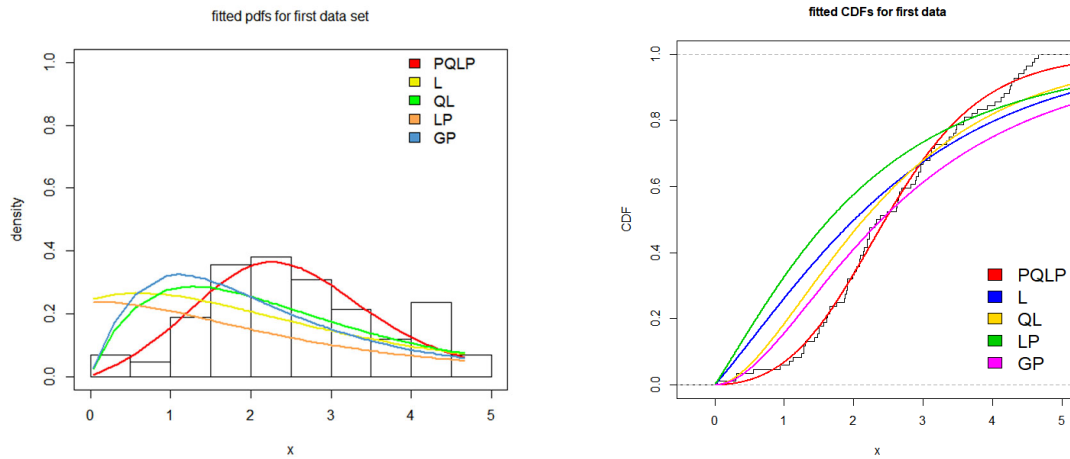 fitted pdfs for first data set
density
1.0
0.8
0.6
0.4
0.2
0.0
PQLP
L
QL
LP
GP
0 1 2 3 4 5
x
fitted CDFs for first data
CDF
1.0
0.8
0.6
0.4
0.2
0.0
PQLP
L
QL
LP
GP
0 1 2 3 4 5
x